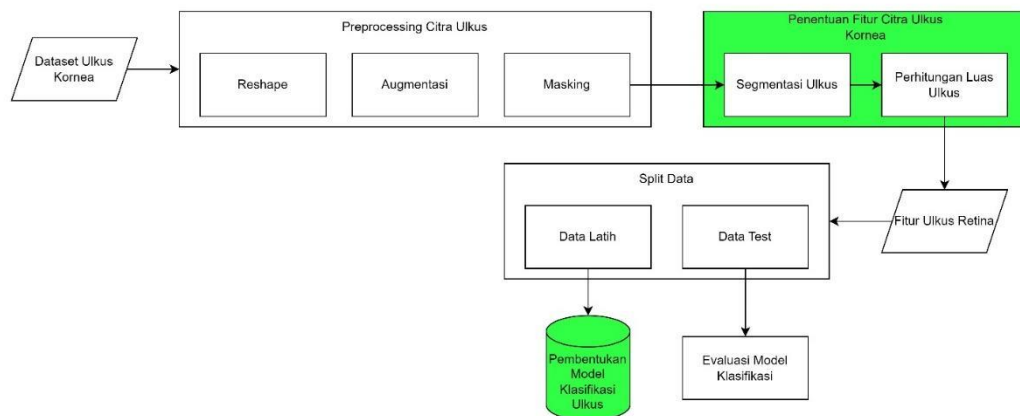 Dataset Ulkus
Kornea
Preprocessing Citra Ulkus
Reshape
Augmentasi
Masking
Penentuan Fitur Citra Ulkus
Kornea
Segmentasi Ulkus
Perhitungan Luas
Ulkus
Fitur Ulkus Retina
Split Data
Data Latih
Data Test
Pembentukan
Model
Klasifikasi
Ulkus
Evaluasi Model
Klasifikasi